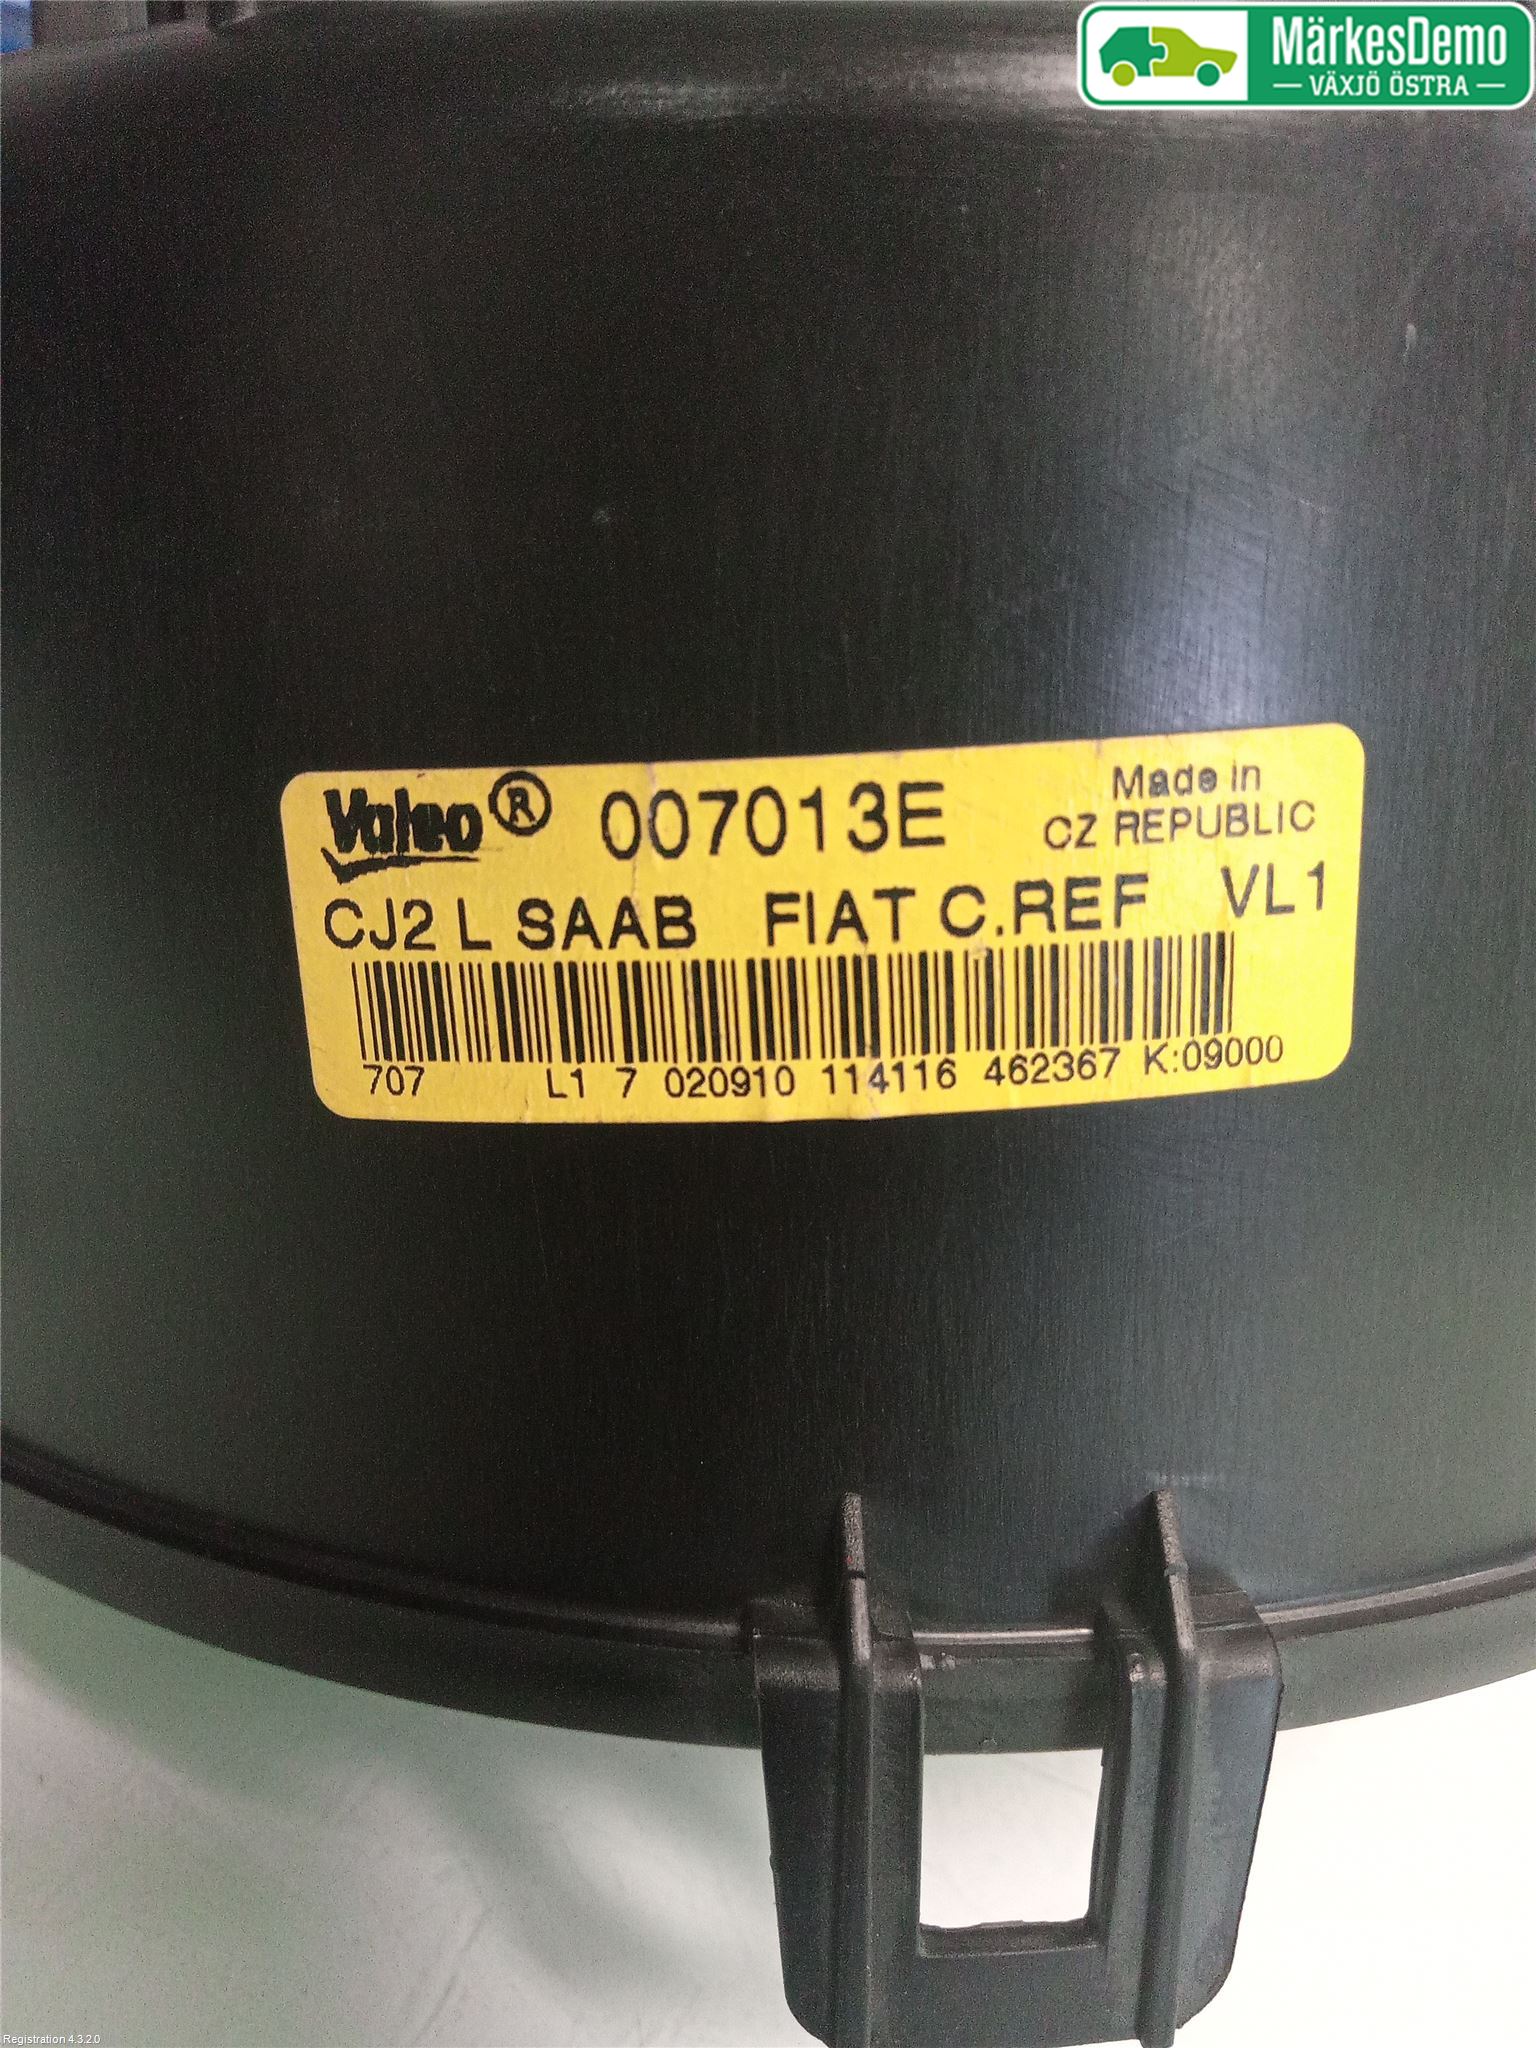 MärkesDemo
VÄXJÖ ÖSTRA
Valeo® 007013E Made in
CZ REPUBLIC
CJ2 L SAAB FIAT C.REF VL1
707 L1 7 020910 114116 462367 K:09000
Registration 4.3.2.0